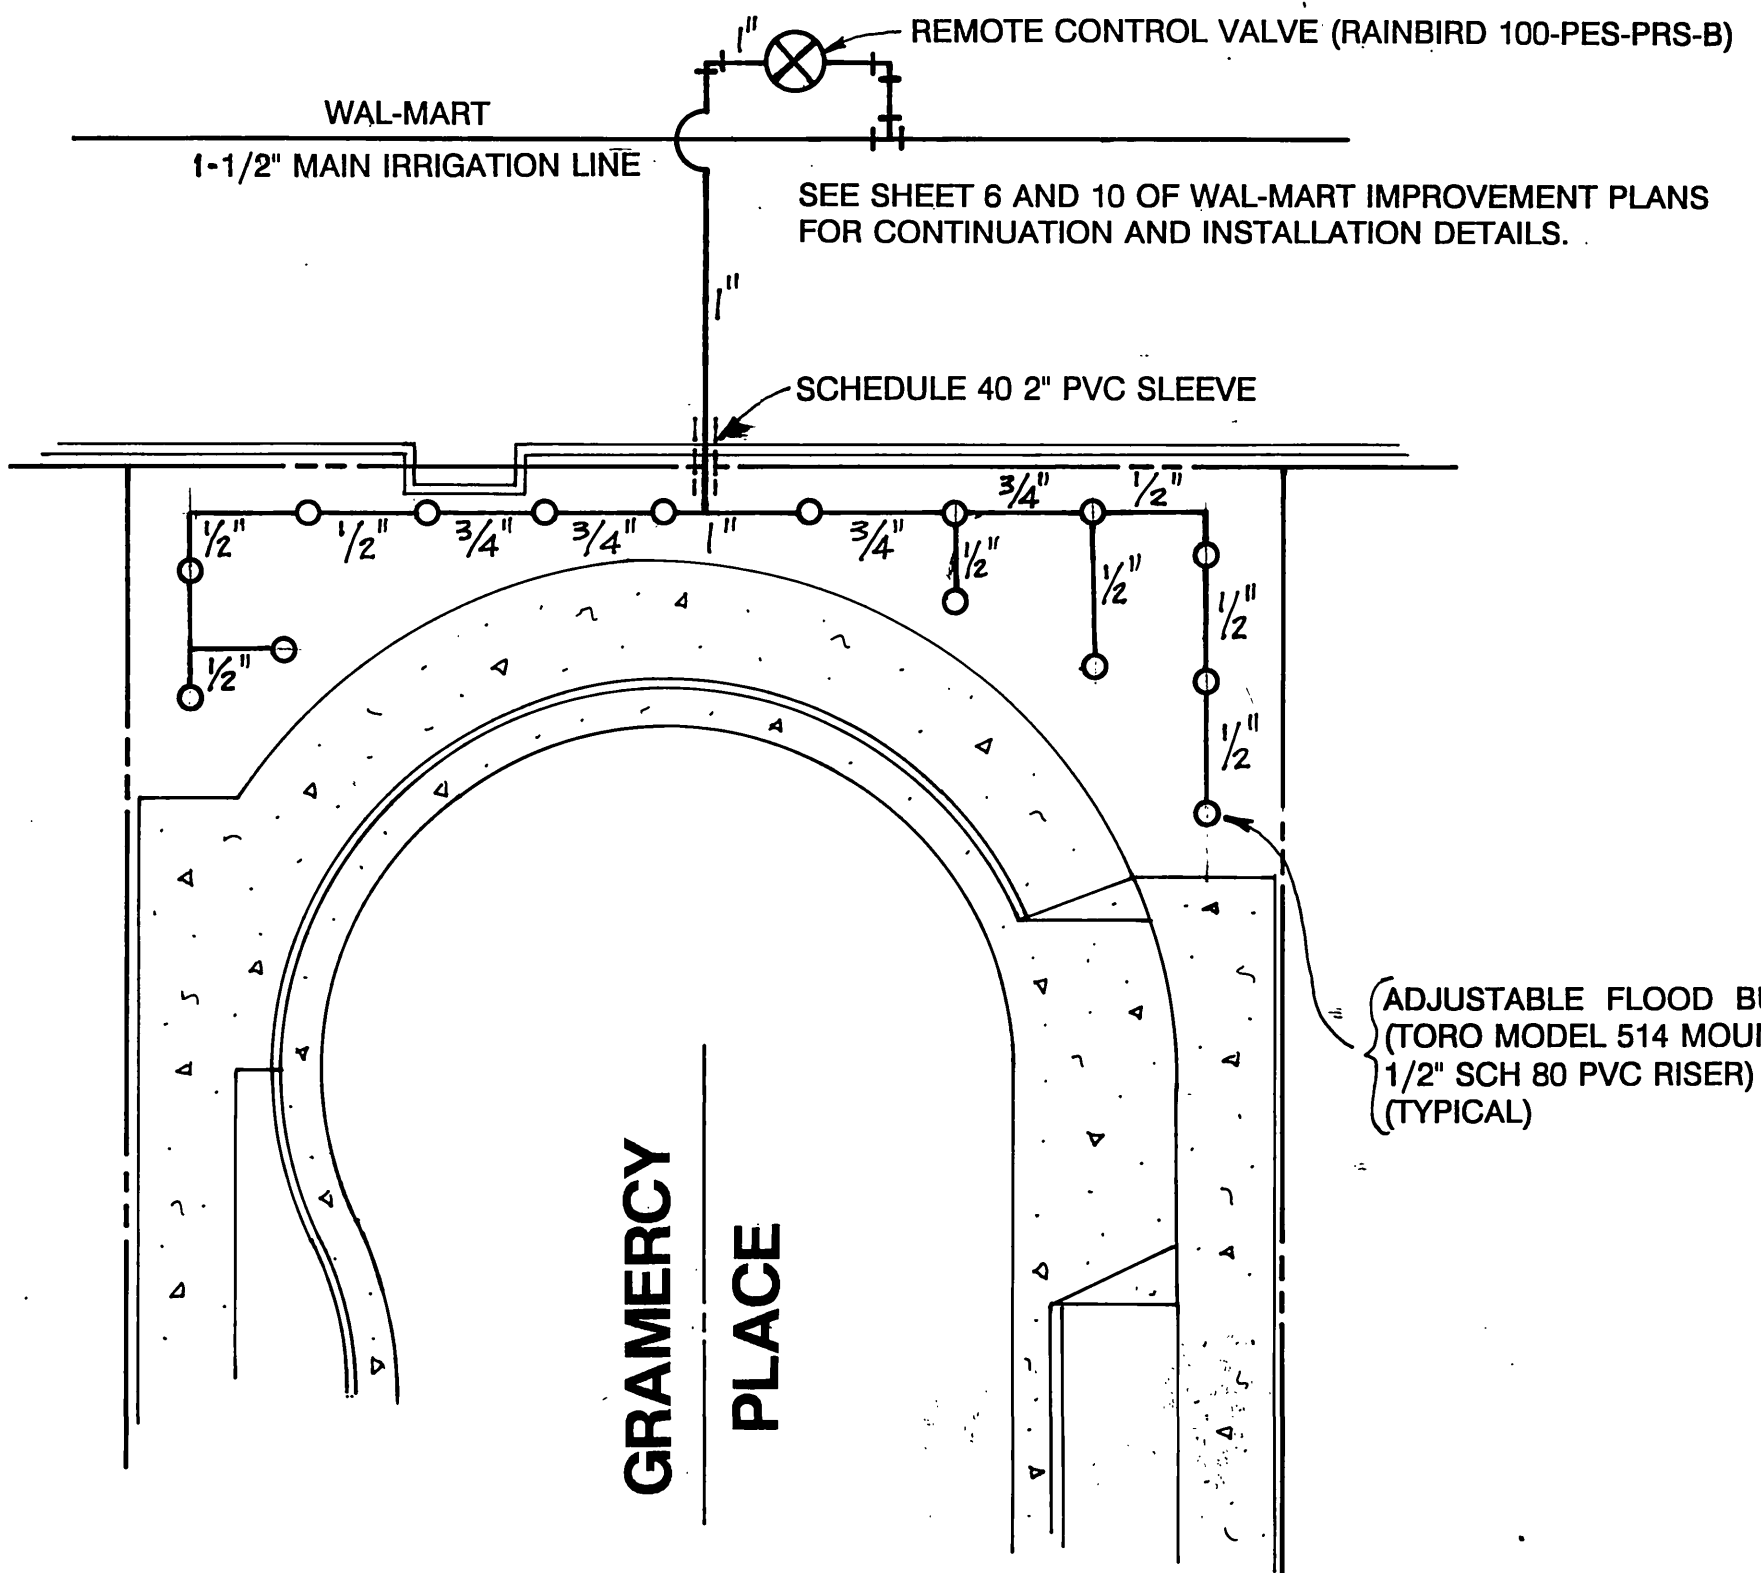 REMOTE CONTROL VALVE (RAINBIRD 100-PES-PRS-B)
1"
WAL-MART
1-1/2" MAIN IRRIGATION LINE
SEE SHEET 6 AND 10 OF WAL-MART IMPROVEMENT PLANS
FOR CONTINUATION AND INSTALLATION DETAILS.
1"
SCHEDULE 40 2" PVC SLEEVE
3/4" 1/2"
1/2" 1/2" 3/4" 3/4" 1" 3/4" 1/2" 1/2"
1/2"
1/2"
1/2"
ADJUSTABLE FLOOD
(TORO MODEL 514
1/2" SCH 80 PVC RISER)
(TYPICAL)
GRAMERCY
PLACE